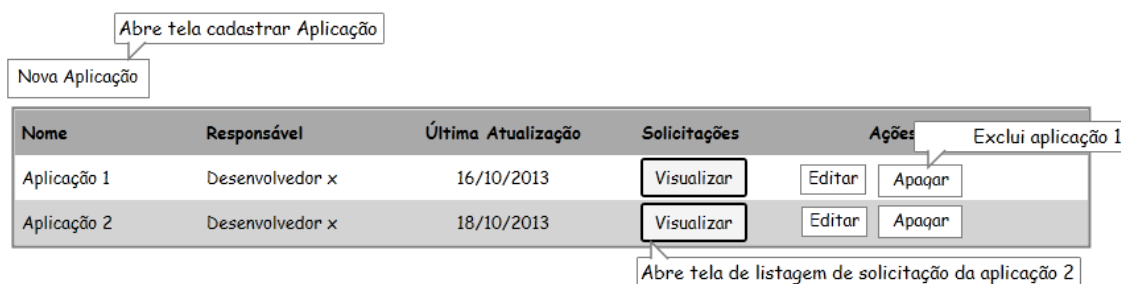 Abre tela cadastrar Aplicação
Nova Aplicação
Nome Responsável Última Atualização Solicitações Ações
Exclui aplicação 1
Aplicação 1 Desenvolvedor x 16/10/2013 Visualizar Editar Apagar
Aplicação 2 Desenvolvedor x 18/10/2013 Visualizar Editar Apagar
Abre tela de listagem de solicitação da aplicação 2